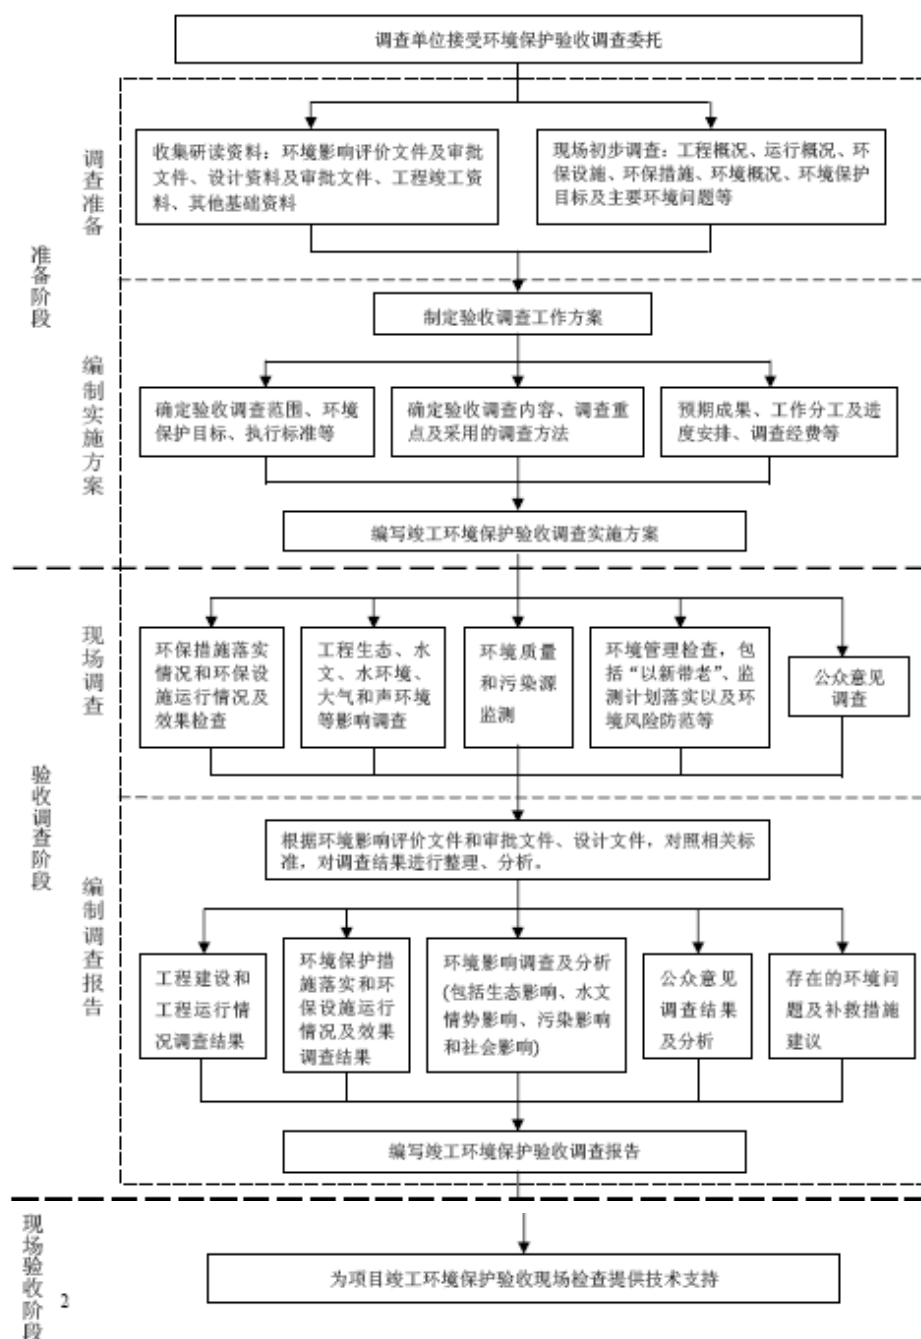 调查单位接受环境保护验收调查委托
调查准备
收集研读资料：环境影响评价文件及审批
文件、设计资料及审批文件、工程竣工资
料、其他基础资料
现场初步调查：工程概况、运行概况、环
保设施、环保措施、环境概况、环境保护
目标及主要环境问题等
准备阶段
制定验收调查工作方案
编制实施方案
确定验收调查范围、环境
保护目标、执行标准等
确定验收调查内容、调查重
点及采用的调查方法
预期成果、工作分工及进
度安排、调查经费等
编写竣工环境保护验收调查实施方案
现场调查
环保措施落实
情况和环保设
施运行情况及
效果检查
工程生态、水
文、水环境、
大气和声环境
等影响调查
环境质量
和污染源
监测
环境管理检查，包
括“以新带老”、监
测计划落实以及环
境风险防范等
公众意见
调查
验收调查阶段
根据环境影响评价文件和审批文件、设计文件，对照相关标
准，对调查结果进行整理、分析。
编制调查报告
工程建设和
工程运行情
况调查结果
环境保护措
施落实和环
保设施运行
情况及效果
调查结果
环境影响调查及分析
(包括生态影响、水文
情势影响、污染影响
和社会影响)
公众意见
调查结果
及分析
存在的环境问
题及补救措施
建议
编写竣工环境保护验收调查报告
现场验收阶段
为项目竣工环境保护验收现场检查提供技术支持
2